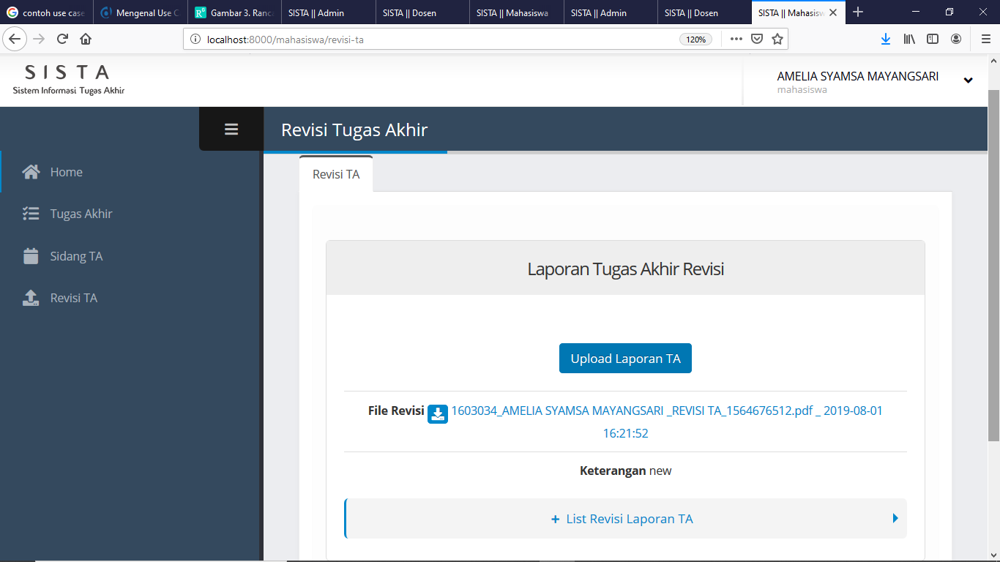 contoh use case
Mengenal Use C
Gambar 3. Ranca
SISTA || Admin
SISTA || Dosen
SISTA || Mahasiswa
SISTA || Admin
SISTA || Dosen
SISTA || Mahasisw
localhost:8000/mahasiswa/revisi-ta
120%
SISTA
Sistem Informasi Tugas Akhir
AMELIA SYAMSA MAYANGSARI
mahasiswa
Revisi Tugas Akhir
Home
Tugas Akhir
Sidang TA
Revisi TA
Revisi TA
Laporan Tugas Akhir Revisi
Upload Laporan TA
File Revisi 1603034_AMELIA SYAMSA MAYANGSARI _REVISI TA_1564676512.pdf _ 2019-08-01
16:21:52
Keterangan new
+ List Revisi Laporan TA